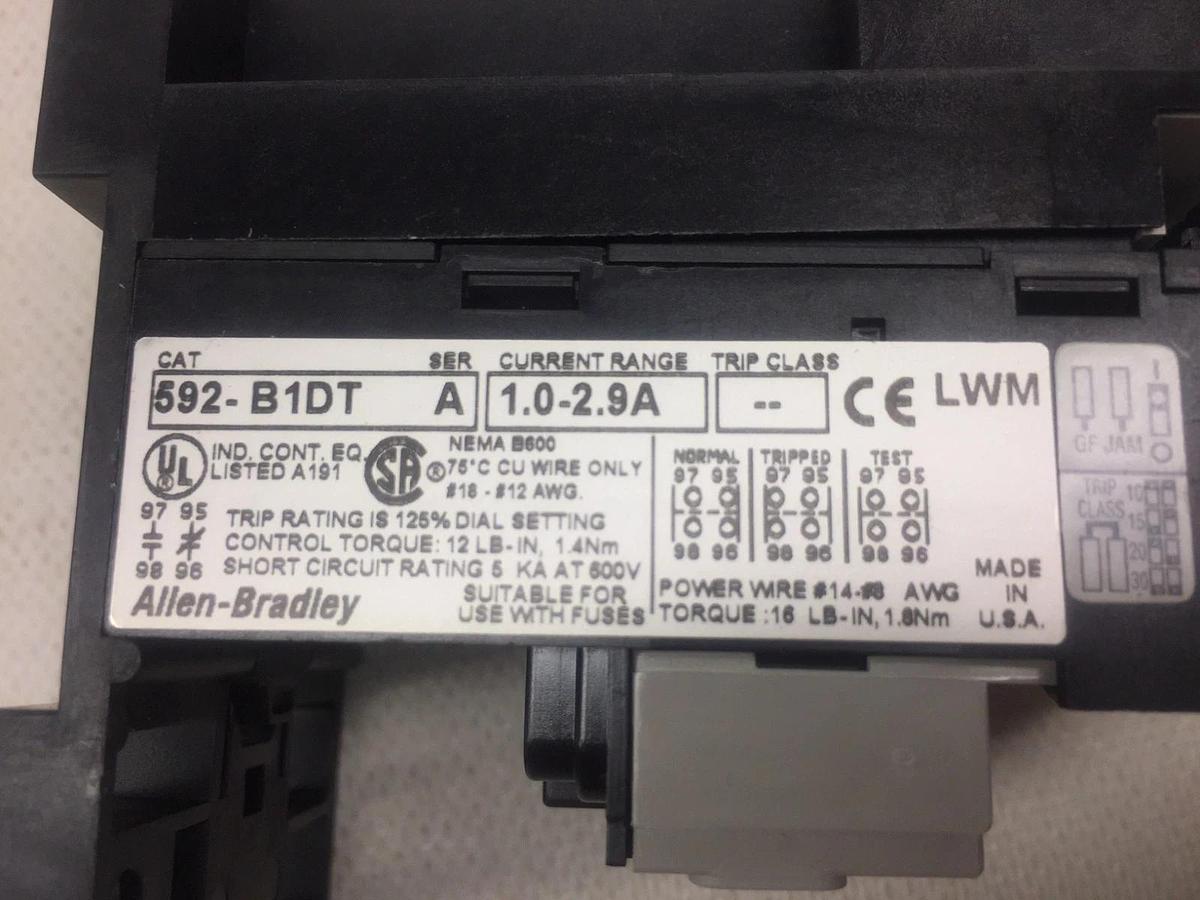 CAT SER CURRENT RANGE TRIP CLASS
592-B1DT A 1.0-2.9A -- CE LWM
UL ® IND. CONT. EQ.
LISTED A191
SA ®
NEMA B600
75°C CU WIRE ONLY
#18 - #12 AWG.
97 95
98 96
TRIP RATING IS 125% DIAL SETTING
CONTROL TORQUE: 12 LB-IN, 1.4Nm
SHORT CIRCUIT RATING 5 KA AT 600V
Allen-Bradley
SUITABLE FOR
USE WITH FUSES
NORMAL TRIPPED TEST
97 95 97 95 97 95
98 96 98 96 98 96
POWER WIRE #14-#8 AWG
TORQUE :16 LB-IN, 1.8Nm
MADE
IN
U.S.A.
GF JAM
I
O
TRIP
CLASS
10
15
20
30